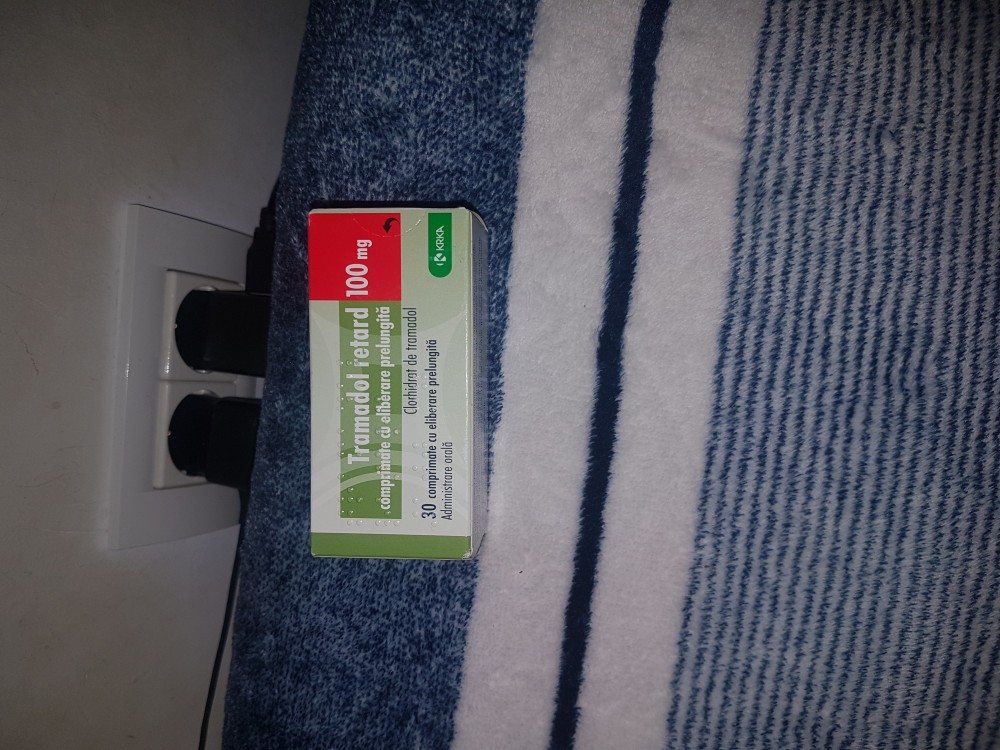 Tramadol retard 100 mg
comprimate cu eliberare prelungită
Clorhidrat de tramadol
30 comprimate cu eliberare prelungită
Administrare orală
KRKA